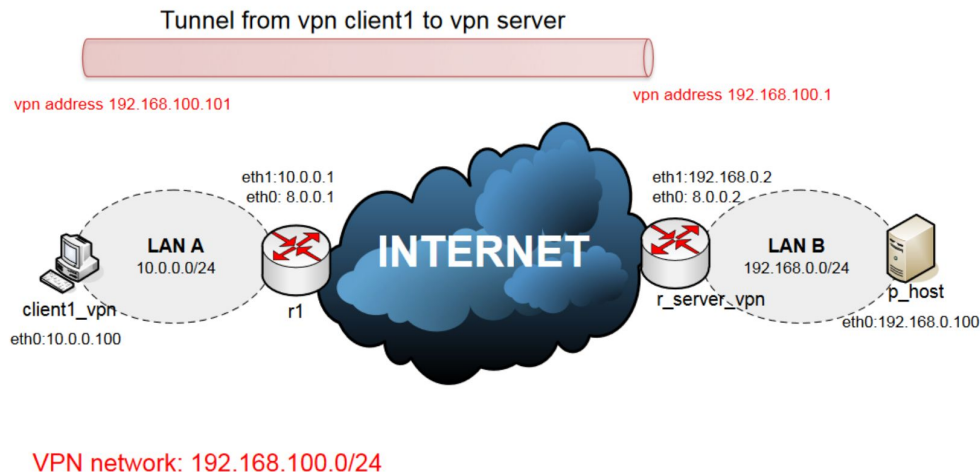 Tunnel from vpn client1 to vpn server
vpn address 192.168.100.101
vpn address 192.168.100.1
eth1:10.0.0.1
eth0: 8.0.0.1
eth1:192.168.0.2
eth0: 8.0.0.2
LAN A
10.0.0.0/24
INTERNET
LAN B
192.168.0.0/24
client1_vpn
r1
r_server_vpn
p_host
eth0:10.0.0.100
eth0:192.168.0.100
VPN network: 192.168.100.0/24